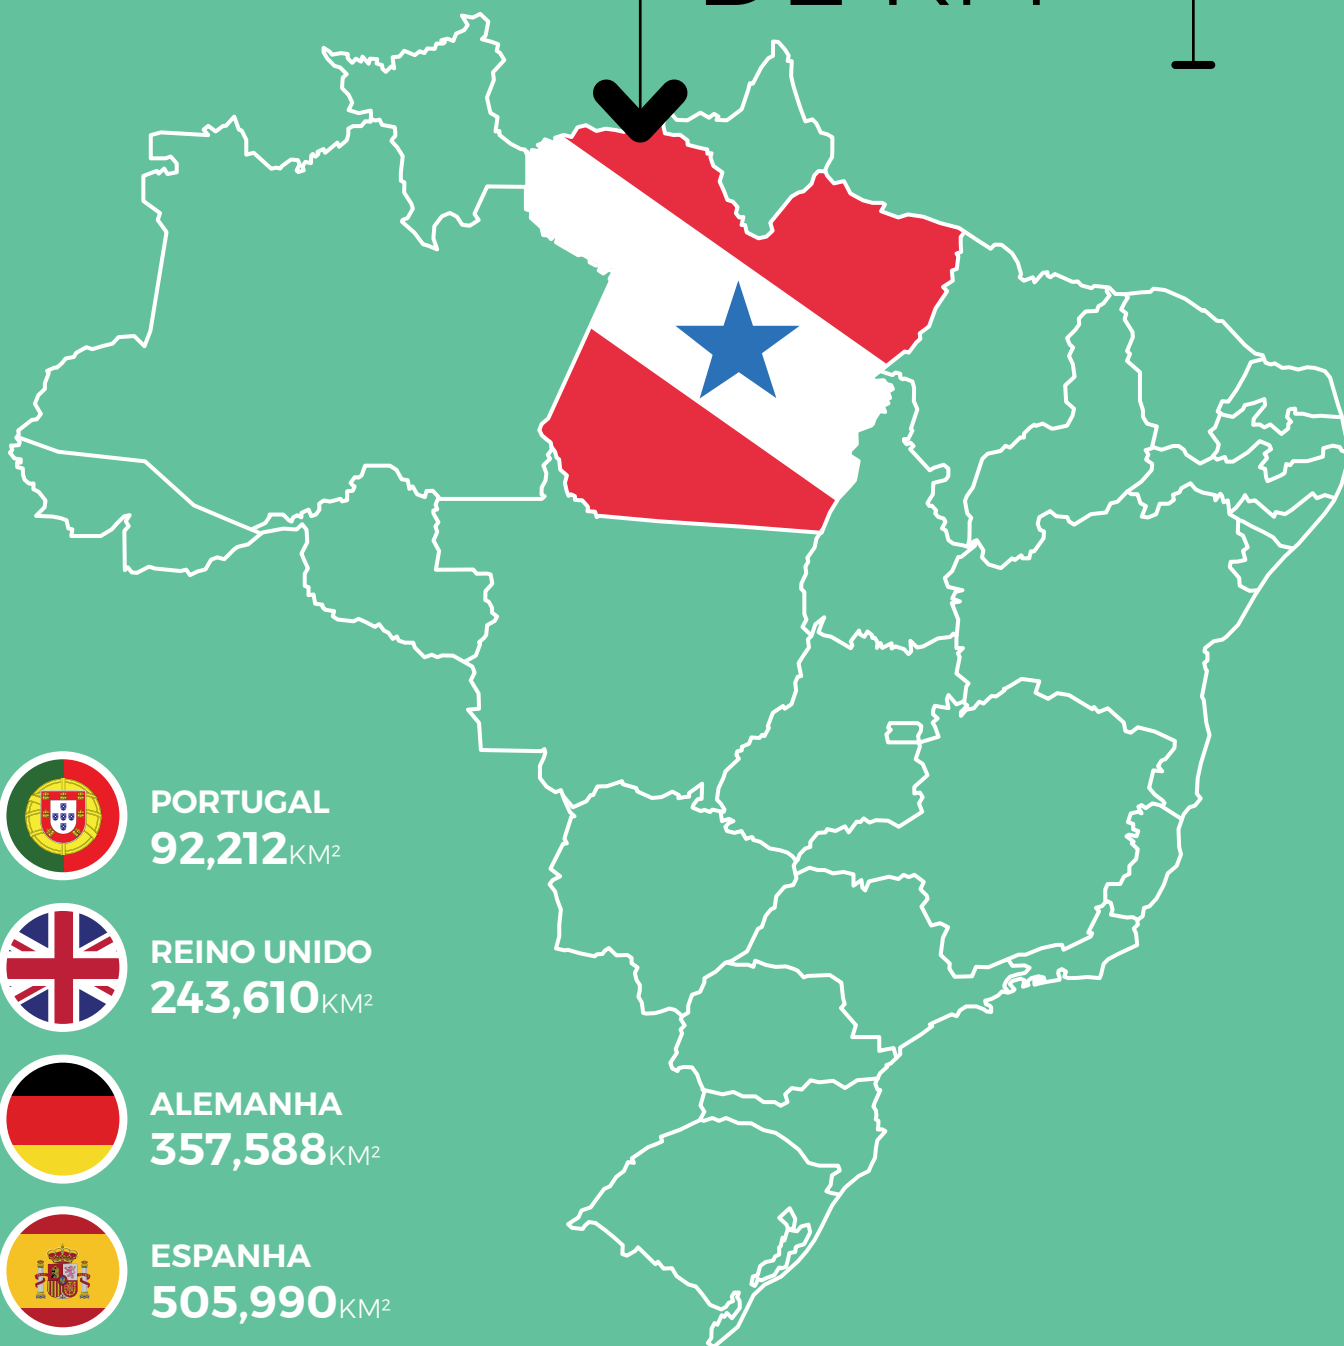 PORTUGAL
92,212KM²
REINO UNIDO
243,610KM²
ALEMANHA
357,588KM²
ESPANHA
505,990KM²